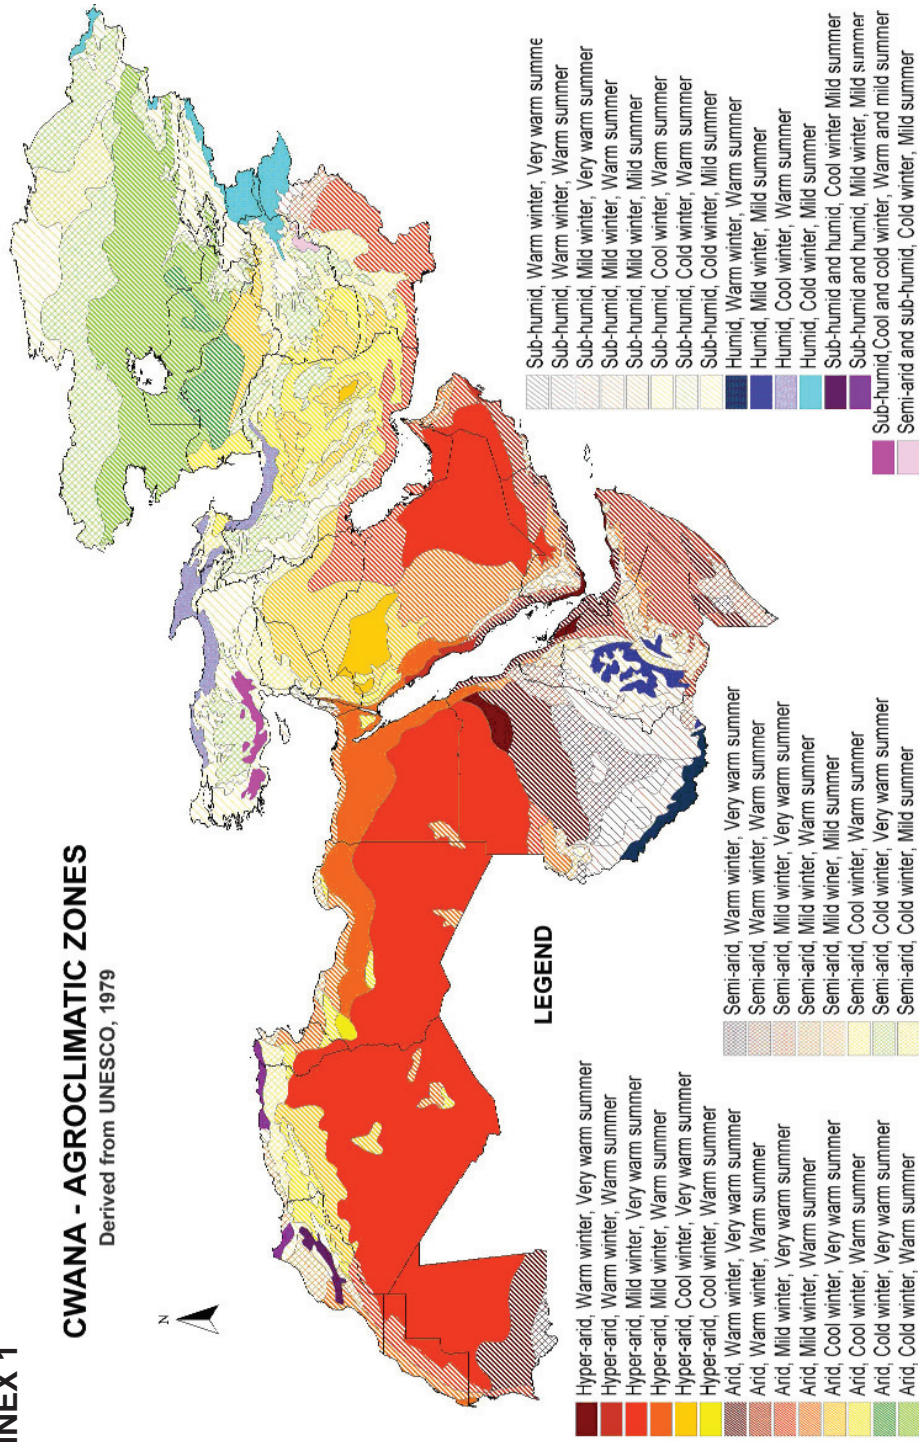 NEX 1
CWANA - AGROCLIMATIC ZONES
Derived from UNESCO, 1979
N
LEGEND
Hyper-arid, Warm winter, Very warm summer
Hyper-arid, Warm winter, Warm summer
Hyper-arid, Mild winter, Very warm summer
Hyper-arid, Mild winter, Warm summer
Hyper-arid, Cool winter, Very warm summer
Hyper-arid, Cool winter, Warm summer
Arid, Warm winter, Very warm summer
Arid, Warm winter, Warm summer
Arid, Mild winter, Very warm summer
Arid, Mild winter, Warm summer
Arid, Cool winter, Very warm summer
Arid, Cool winter, Warm summer
Arid, Cold winter, Very warm summer
Arid, Cold winter, Warm summer
Semi-arid, Warm winter, Very warm summer
Semi-arid, Warm winter, Warm summer
Semi-arid, Mild winter, Very warm summer
Semi-arid, Mild winter, Warm summer
Semi-arid, Mild winer, Mild summer
Semi-arid, Cool winter, Warm summer
Semi-arid, Cold winter, Very warm summer
Semi-arid, Cold winter, Mild summer
Sub-humid, Warm winter, Very warm summe
Sub-humid, Warm winter, Warm summer
Sub-humid, Mild winter, Very warm summer
Sub-humid, Mild winter, Warm summer
Sub-humid, Mild winter, Mild summer
Sub-humid, Cool winter, Warm summer
Sub-humid, Cold winter, Warm summer
Sub-humid, Cold winter, Mild summer
Humid, Warm winter, Warm summer
Humid, Mild winter, Mild summer
Humid, Cool winter, Warm summer
Humid, Cold winter, Mild summer
Sub-humid and humid, Cool winter Mild summer
Sub-humid and humid, Mild winter, Mild summer
Sub-humid,Cool and cold winter, Warm and mild summer
Semi-arid and sub-humid, Cold winter, Mild summer